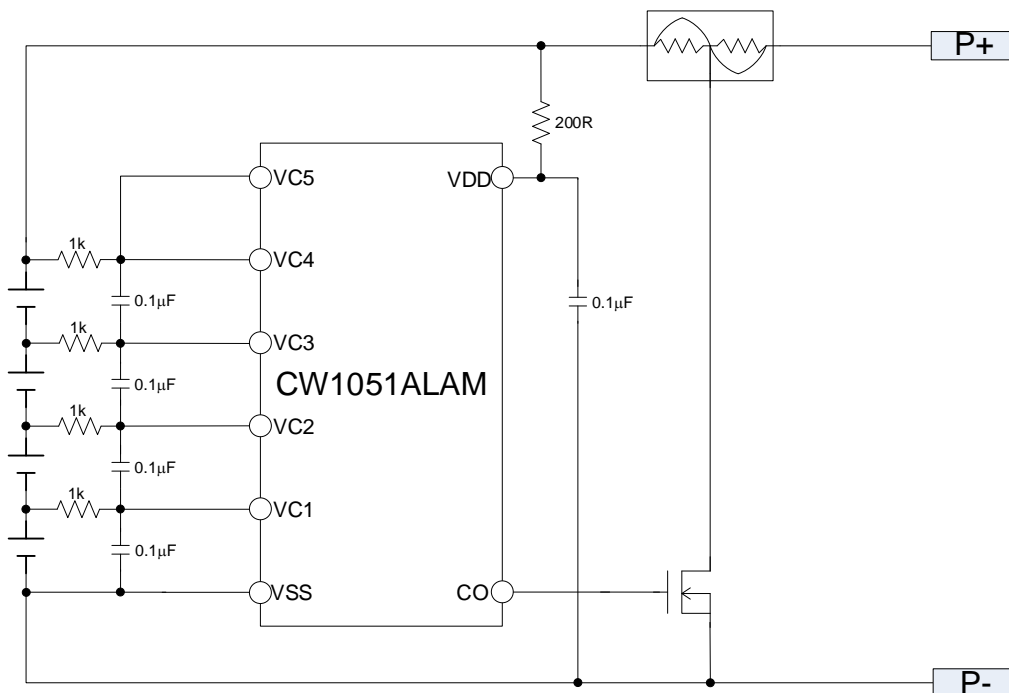 P+
200R
VC5
VDD
1k
VC4
0.1µF
0.1µF
1k
VC3
CW1051ALAM
0.1µF
1k
VC2
0.1µF
1k
VC1
0.1µF
VSS
CO
P-